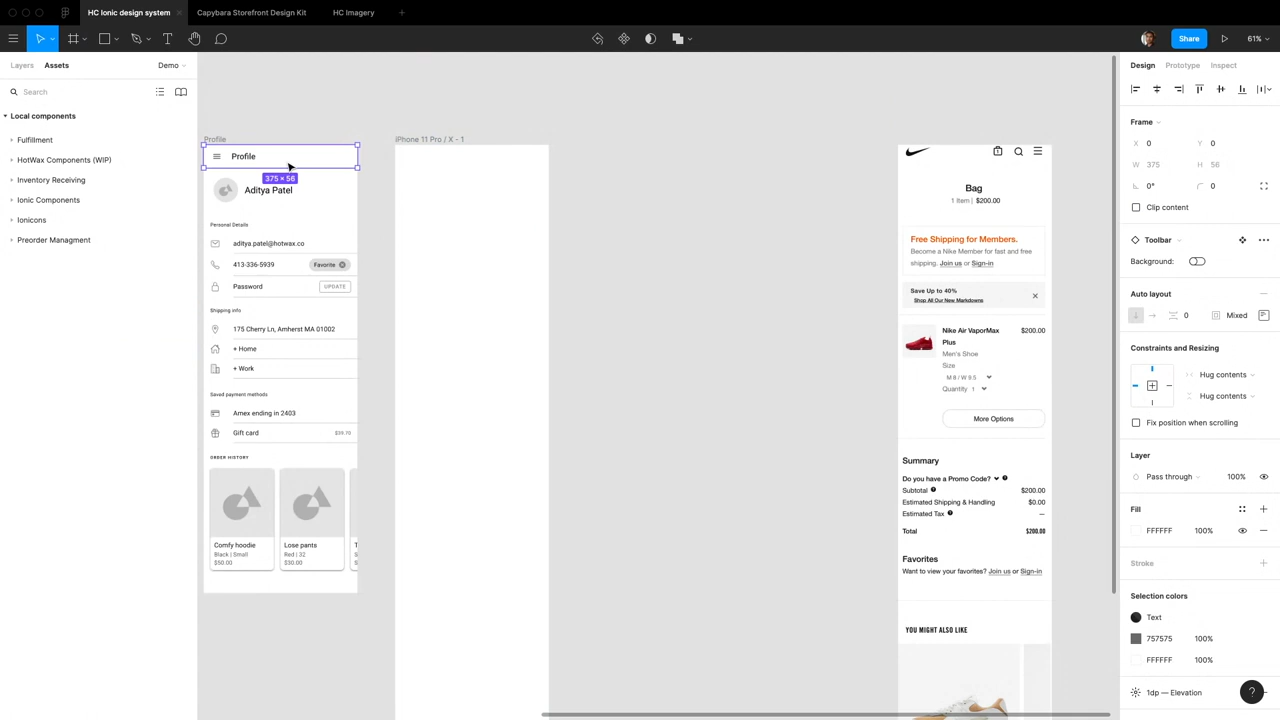 HC Ionic design system
Capybara Storefront Design Kit
HC Imagery
Share
61%
Layers
Assets
Demo
Search
Local components
Fulfillment
HotWax Components (WIP)
Inventory Receiving
Ionic Components
Ionicons
Preorder Managment
Profile
Profile
375 × 56
Aditya Patel
Personal Details
aditya.patel@hotwax.co
413-336-5939
Favorite
Password
UPDATE
Shipping info
175 Cherry Ln, Amherst MA 01002
+ Home
+ Work
Saved payment methods
Amex ending in 2403
Gift card
$39.70
ORDER HISTORY
Comfy hoodie
Black | Small
$50.00
Lose pants
Red | 32
$30.00
iPhone 11 Pro / X - 1
Bag
1 Item | $200.00
Free Shipping for Members.
Become a Nike Member for fast and free
shipping. Join us or Sign-in
Save Up to 40%
Shop All Our New Markdowns
Nike Air VaporMax
Plus
$200.00
Men's Shoe
Size
M 8 / W 9.5
Quantity 1
More Options
Summary
Do you have a Promo Code?
Subtotal
$200.00
Estimated Shipping & Handling
$0.00
Estimated Tax
—
Total
$200.00
Favorites
Want to view your favorites? Join us or Sign-in
YOU MIGHT ALSO LIKE
Design
Prototype
Inspect
Frame
X 0
Y 0
W 375
H 56
0°
0
Clip content
Toolbar
Background:
Auto layout
0
Mixed
Constraints and Resizing
Hug contents
Hug contents
Fix position when scrolling
Layer
Pass through
100%
Fill
FFFFFF 100%
Stroke
Selection colors
Text
757575 100%
FFFFFF 100%
1dp — Elevation
?